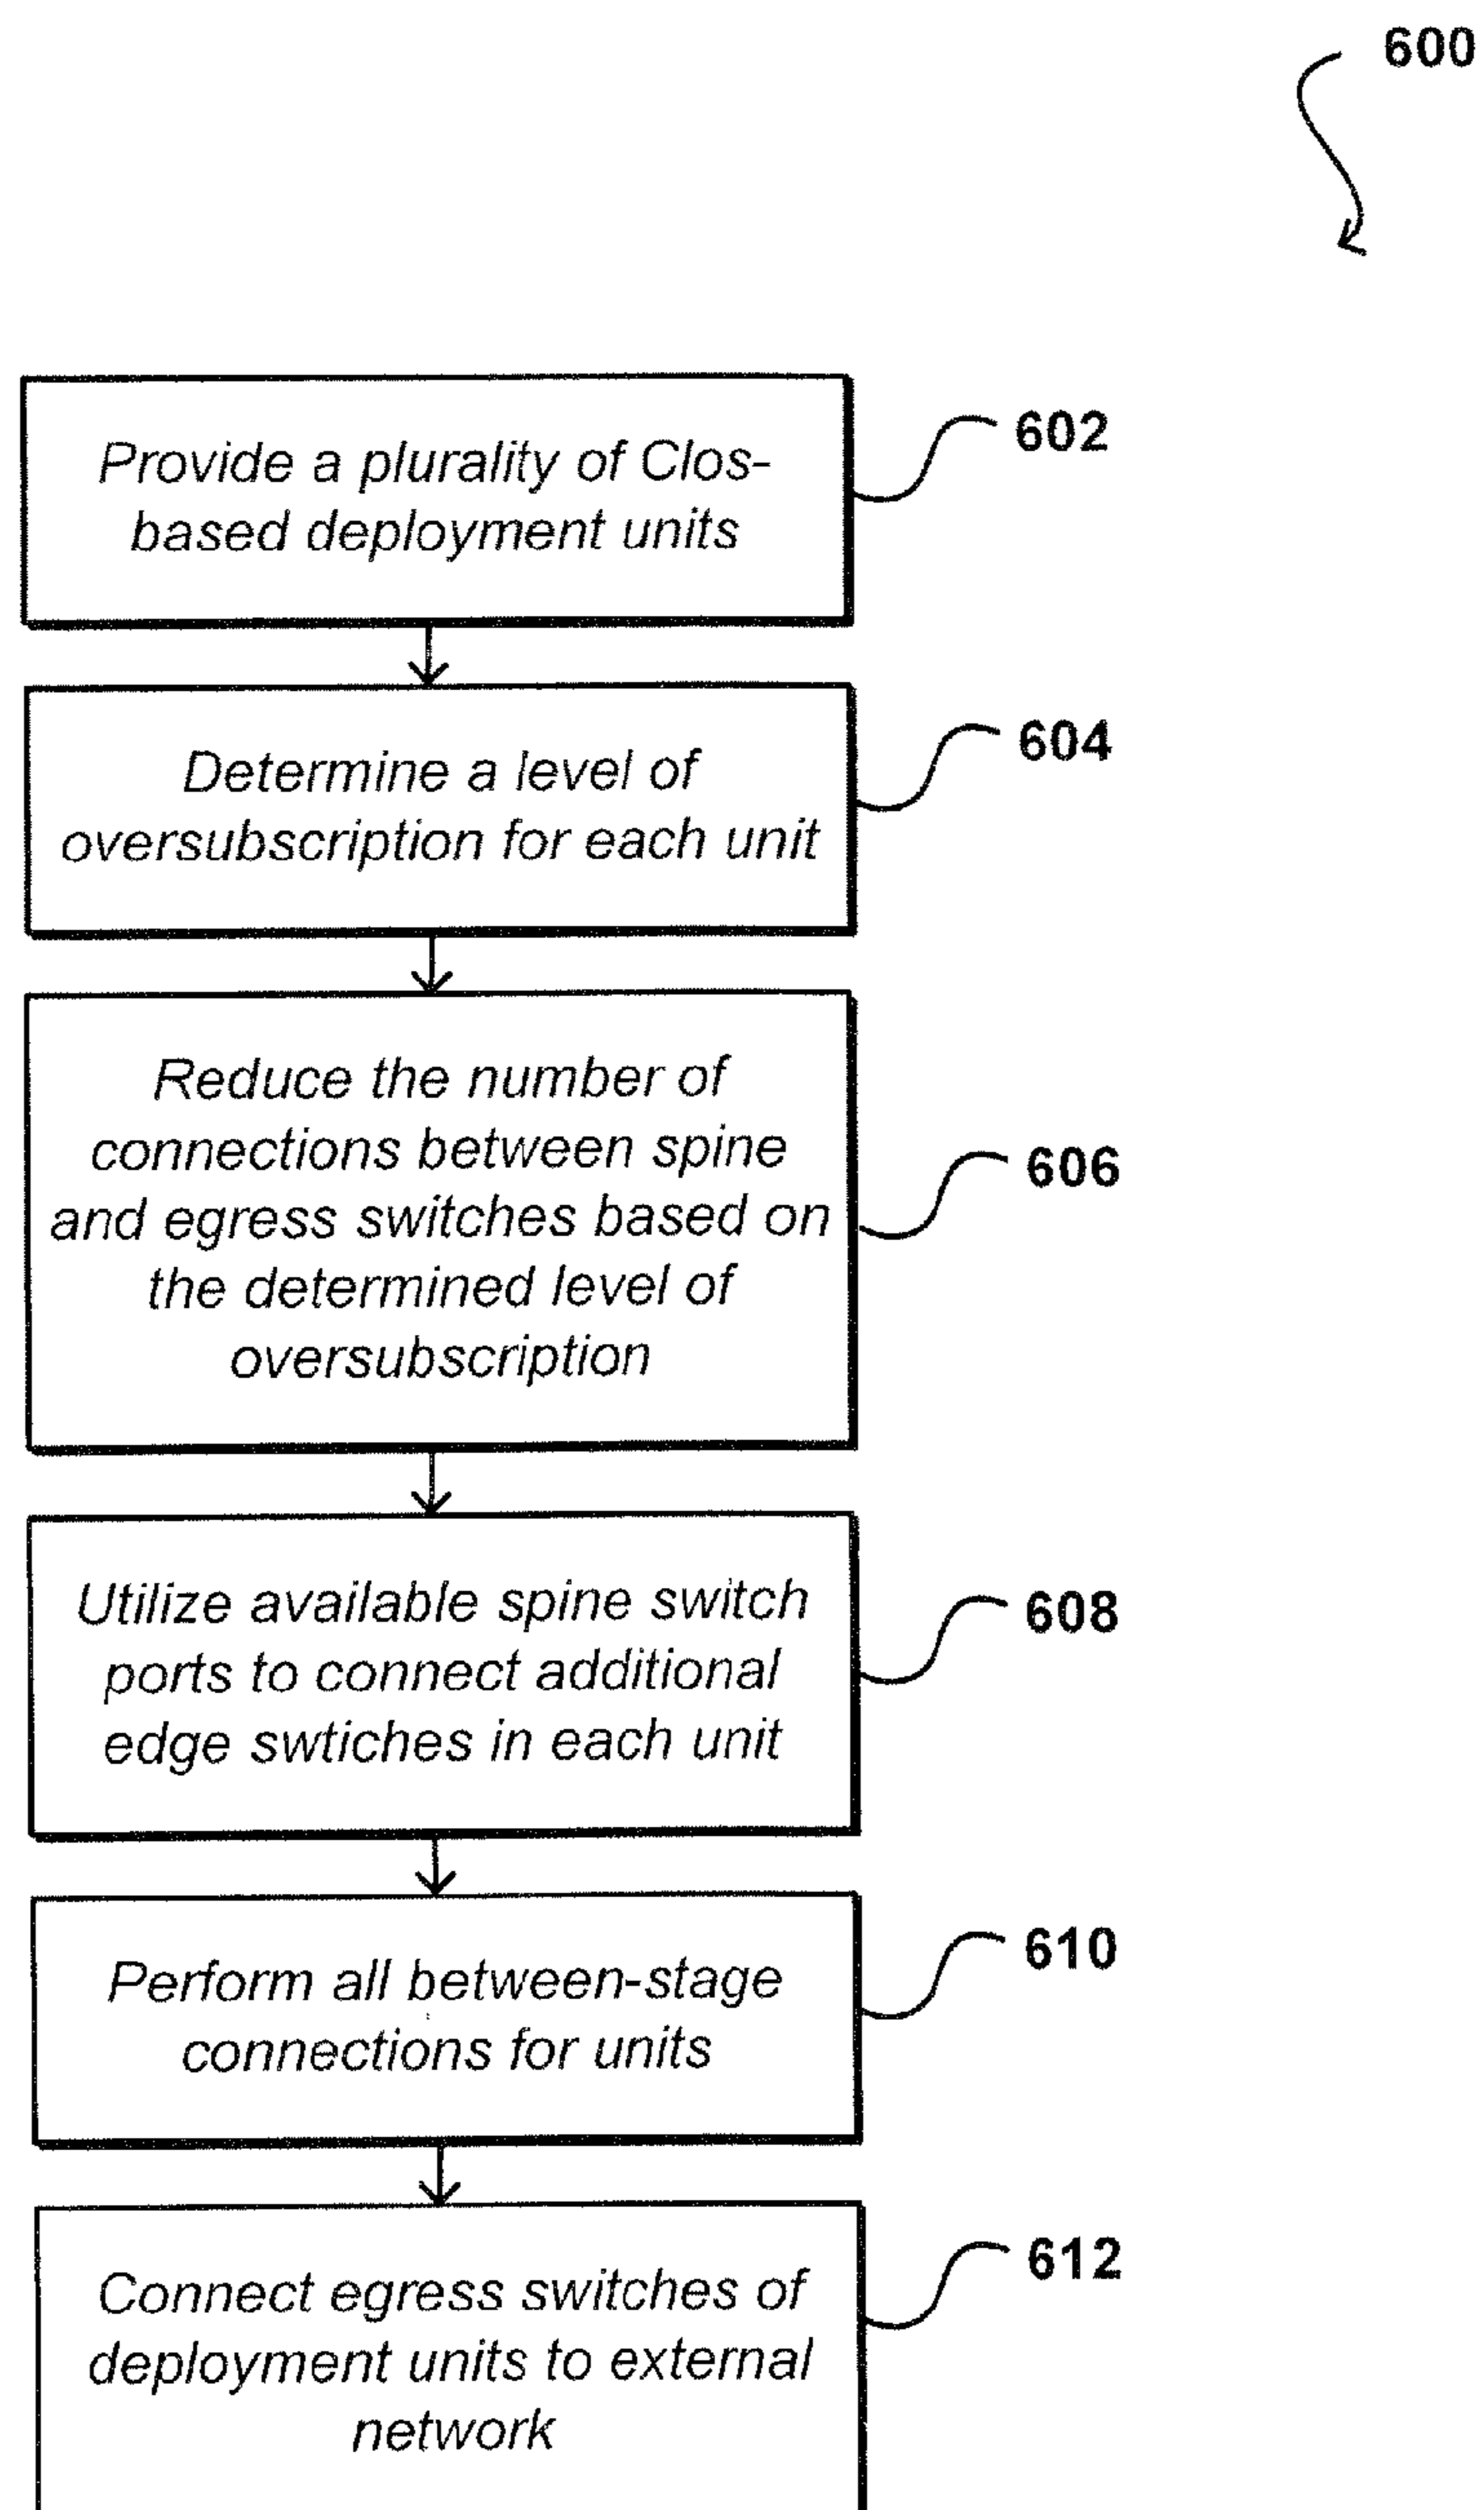 600
Provide a plurality of Clos-
based deployment units
602
Determine a level of
oversubscription for each unit
604
Reduce the number of
connections between spine
and egress switches based on
the determined level of
oversubscription
606
Utilize available spine switch
ports to connect additional
edge swtiches in each unit
608
Perform all between-stage
connections for units
610
Connect egress switches of
deployment units to external
network
612